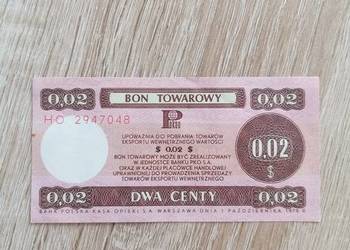 0,02 BON TOWAROWY 0,02
HO 2947048
P
PEKAO
UPOWAŻNIA DO POBRANIA TOWARÓW
EKSPORTU WEWNĘTRZNEGO WARTOŚCI
$ 0.02 $
BON TOWAROWY MOŻE BYĆ ZREALIZOWANY
W JEDNOSTCE BANKU PKO S.A.
ORAZ W KAŻDEJ PLACÓWCE HANDLOWEJ
UPRAWNIONEJ DO PROWADZENIA SPRZEDAŻY
TOWARÓW EKSPORTU WEWNĘTRZNEGO
0,02
$
0,02 DWA CENTY 0,02
BANK POLSKA KASA OPIEKI S.A. WARSZAWA DNIA 1 PAŹDZIERNIKA 1979 R.